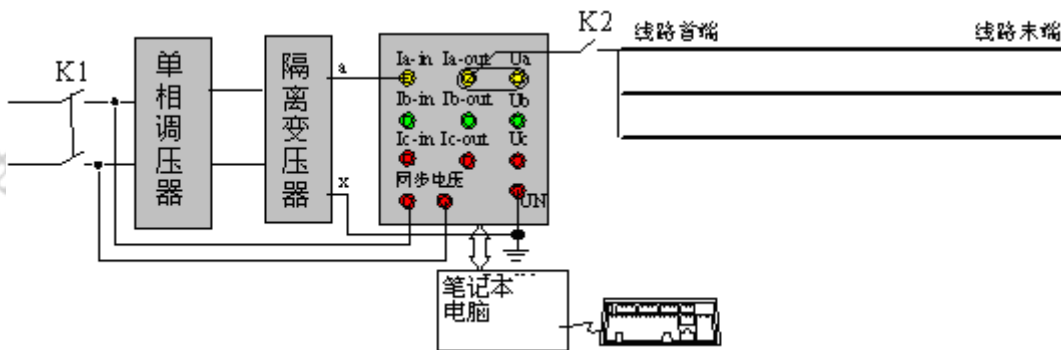 K1
单相调压器
隔离变压器
a
x
Ia-in Ia-out Ua
Ib-in Ib-out Ub
Ic-in Ic-out Uc
同步电压
UN
K2
线路首端
线路末端
笔记本
电脑